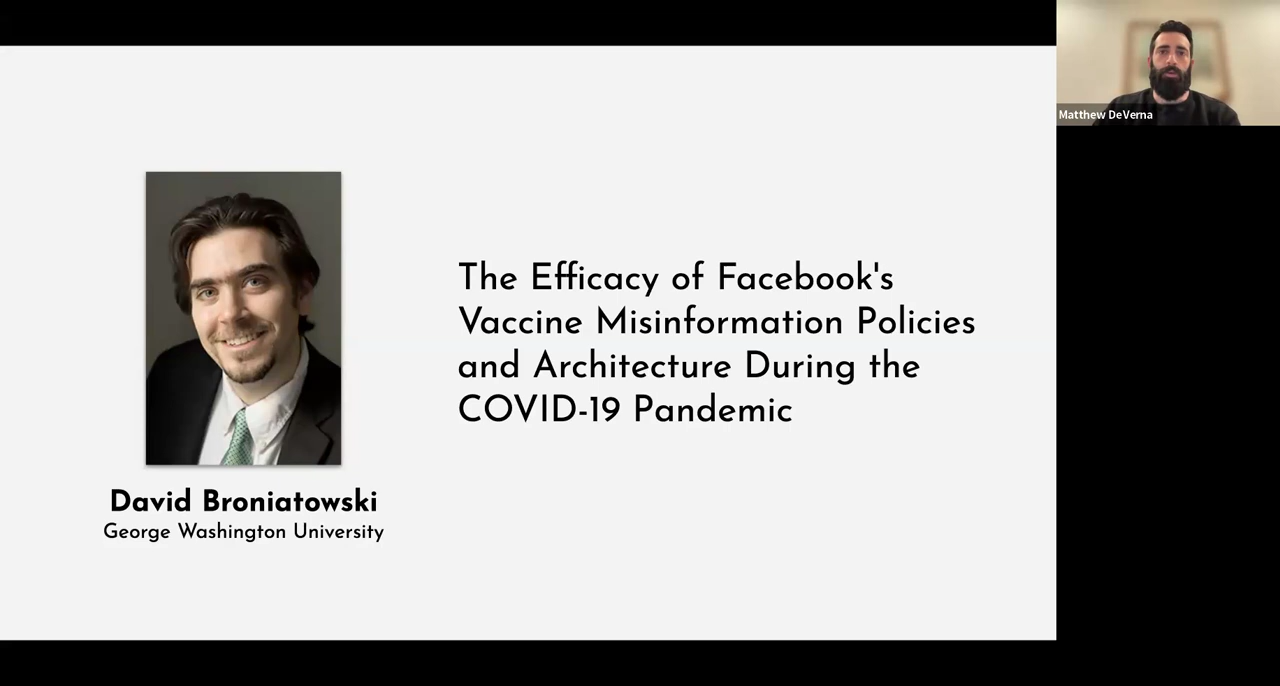 The Efficacy of Facebook's
Vaccine Misinformation Policies
and Architecture During the
COVID-19 Pandemic
David Broniatowski
George Washington University
Matthew DeVerna